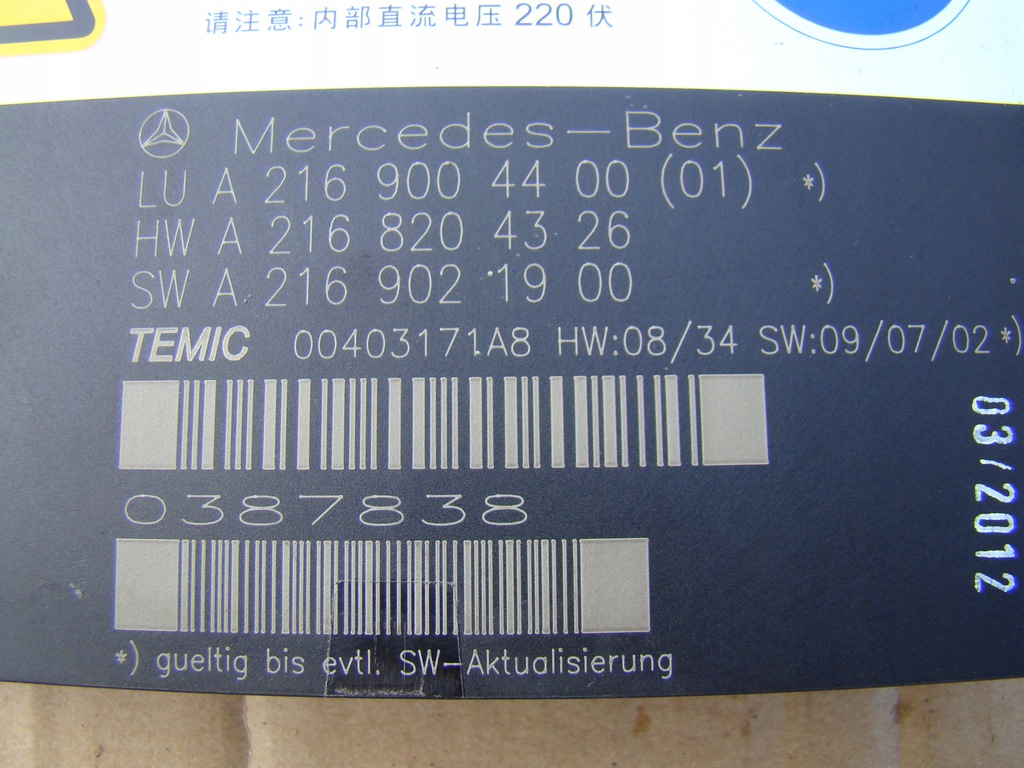 请注意: 内部直流电压 220 伏
Mercedes-Benz
LU A 216 900 44 00 (01) *)
HW A 216 820 43 26
SW A 216 902 19 00 *)
TEMIC 00403171A8 HW:08/34 SW:09/07/02 *)
0387838
*) gueltig bis evtl. SW-Aktualisierung
03/2012